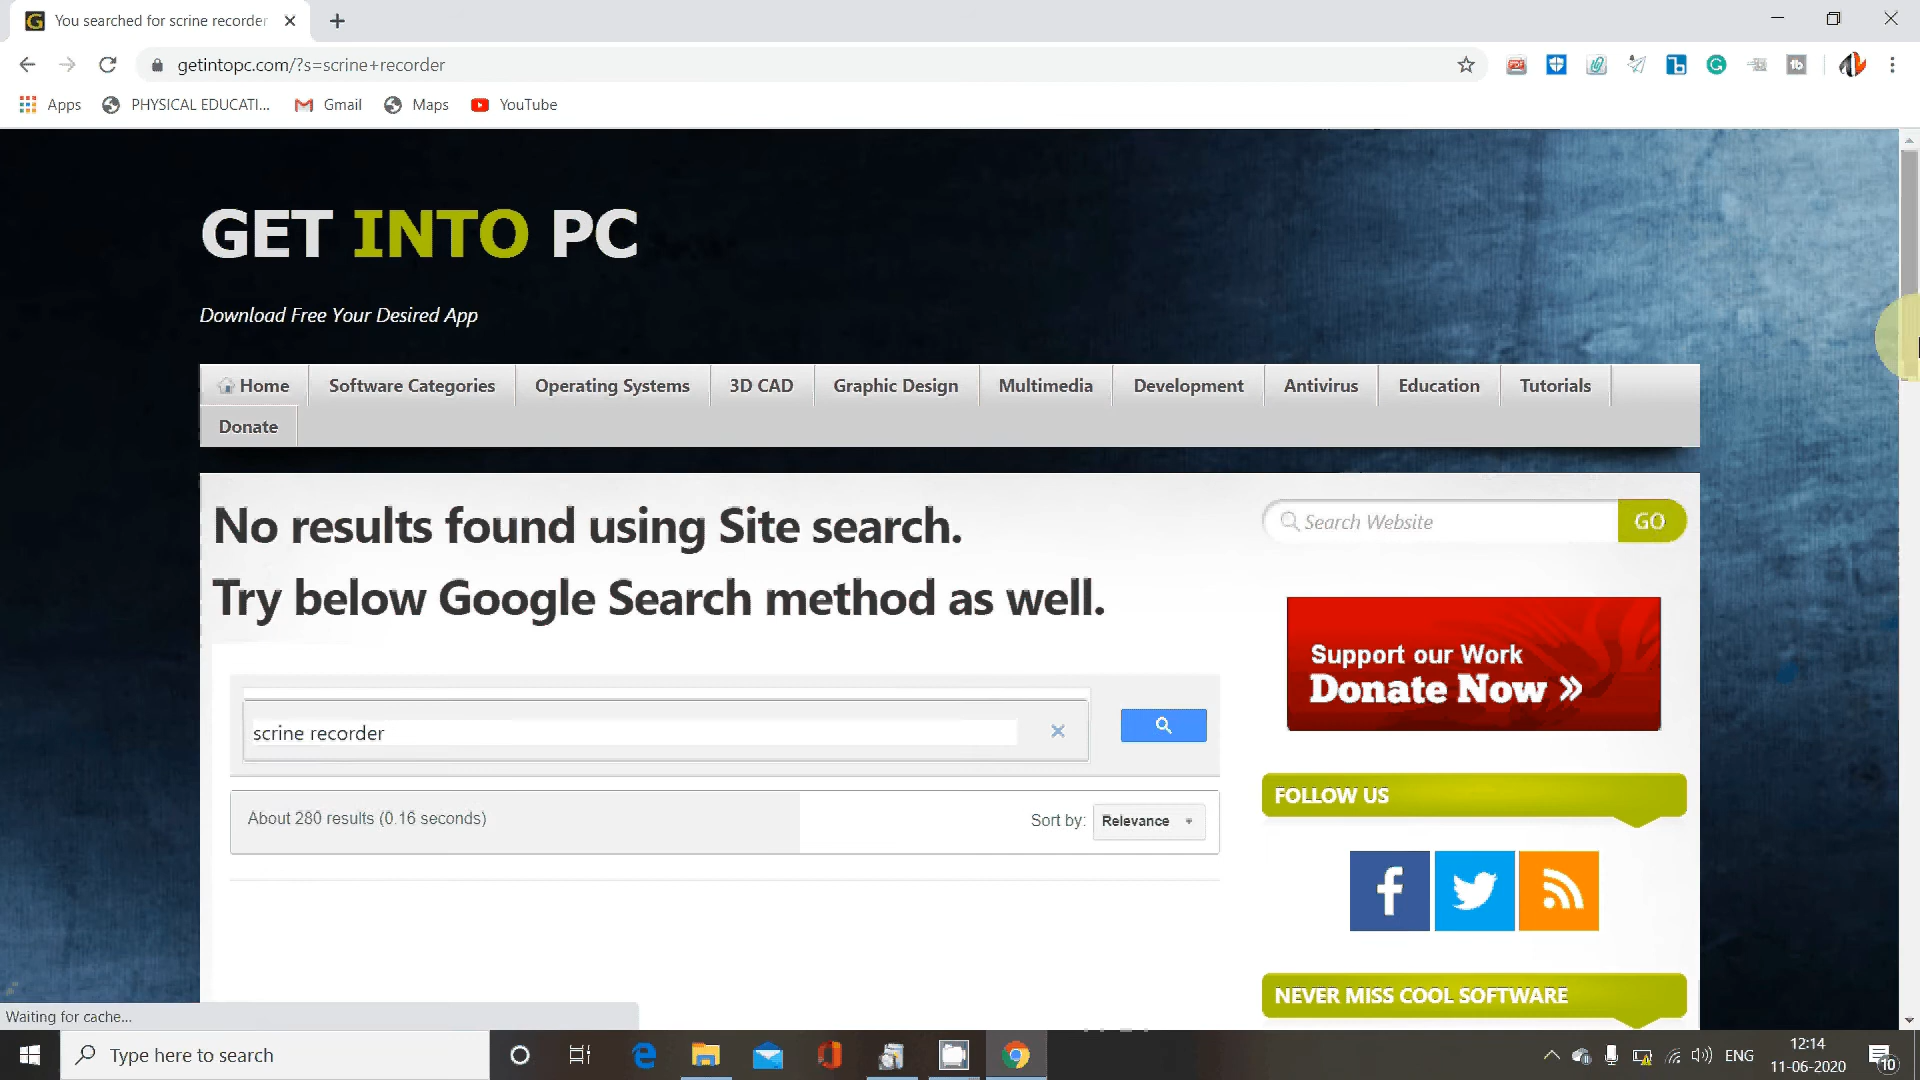 You searched for scrine recorder
getintopc.com/?s=scrine+recorder
Apps PHYSICAL EDUCATI... Gmail Maps YouTube
GET INTO PC
Download Free Your Desired App
Home Software Categories Operating Systems 3D CAD Graphic Design Multimedia Development Antivirus Education Tutorials
Donate
No results found using Site search.
Try below Google Search method as well.
scrine recorder
About 280 results (0.16 seconds)
Sort by: Relevance
Search Website GO
Support our Work
Donate Now »
FOLLOW US
NEVER MISS COOL SOFTWARE
Waiting for cache...
Type here to search
ENG
12:14
11-06-2020
10